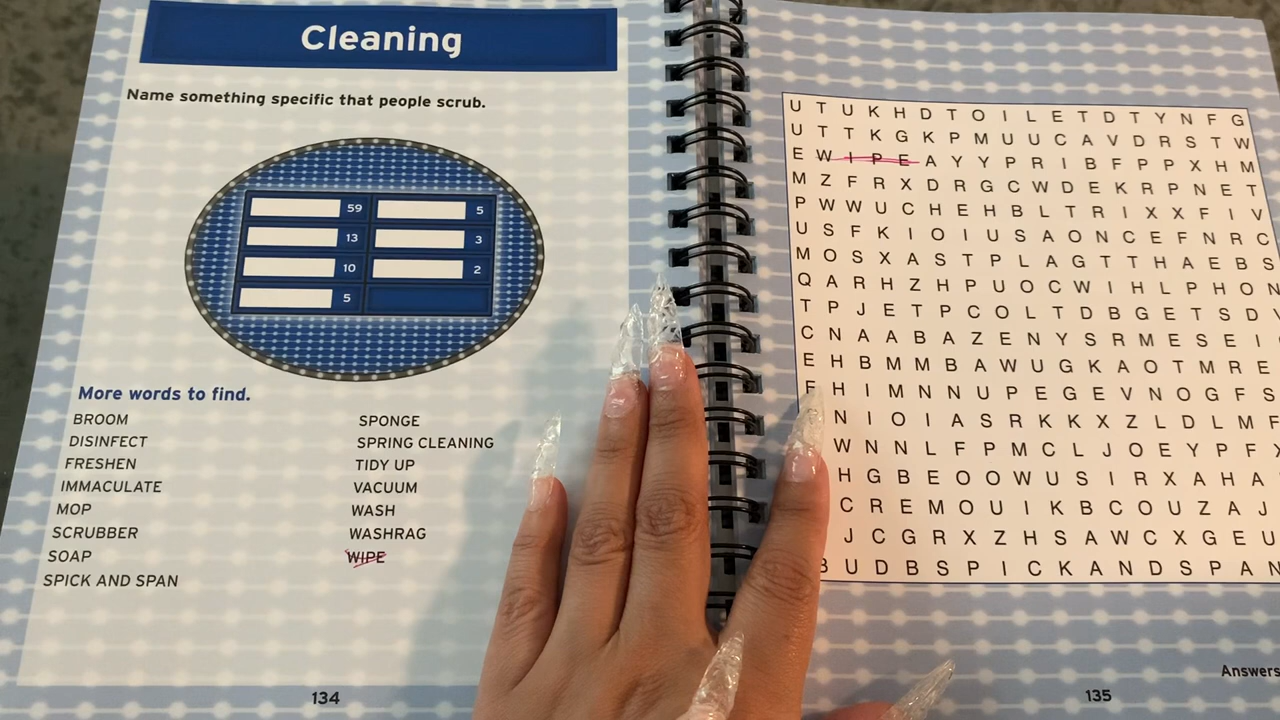 Cleaning
Name something specific that people scrub.
59 5
13 3
10 2
5
More words to find.
BROOM
DISINFECT
FRESHEN
IMMACULATE
MOP
SCRUBBER
SOAP
SPICK AND SPAN
SPONGE
SPRING CLEANING
TIDY UP
VACUUM
WASH
WASHRAG
WIPE
134
U T U K H D T O I L E T D T Y N F G
U T T K G K P M U U C A V D R S T W
E W I P E A Y Y P R I B F P P X H M
M Z F R X D R G C W D E K R P N E T
P W W U C H E H B L T R I X X F I V
U S F K I O I U S A O N C E F N R C
M O S X A S T P L A G T T H A E B S
Q A R H Z H P U O C W I H L P H O N
T P J E T P C O L T D B G E T S D
C N A A B A Z E N Y S R M E S E I
E H B M M B A W U G K A O T M R E
H I M N N U P E G E V N O G F S
N I O I A S R K K X Z L D L M F
W N N L F P M C L J O E Y P F
H G B E O O W U S I R X A H A
C R E M O U I K B C O U Z A J
J C G R X Z H S A W C X G E U
B U D B S P I C K A N D S P A N
Answers
135